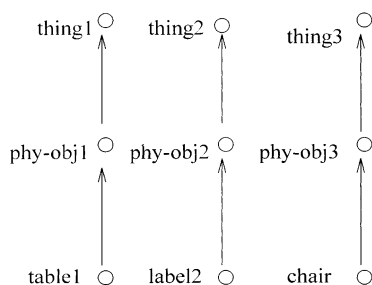 thing1 thing2 thing3
phy-obj1 phy-obj2 phy-obj3
table1 label2 chair